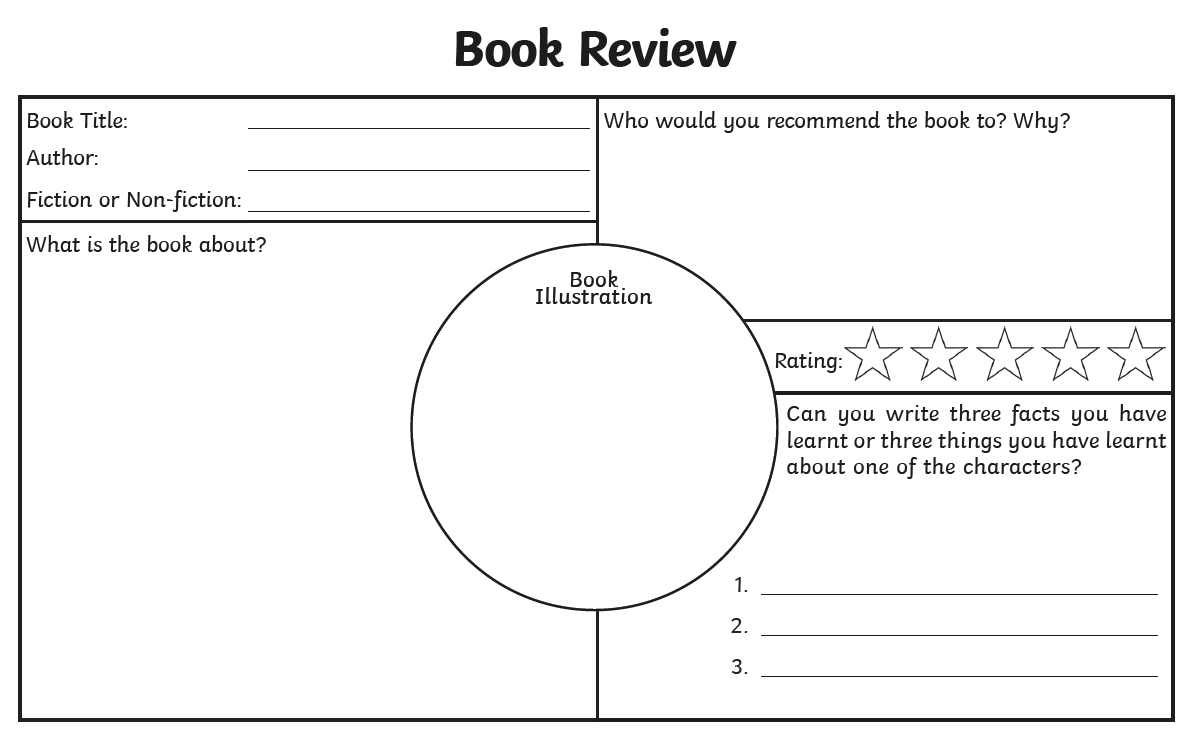 Book Review
Book Title:
Author:
Fiction or Non-fiction:
What is the book about?
Book
Illustration
Who would you recommend the book to? Why?
Rating:
Can you write three facts you have
learnt or three things you have learnt
about one of the characters?
1.
2.
3.